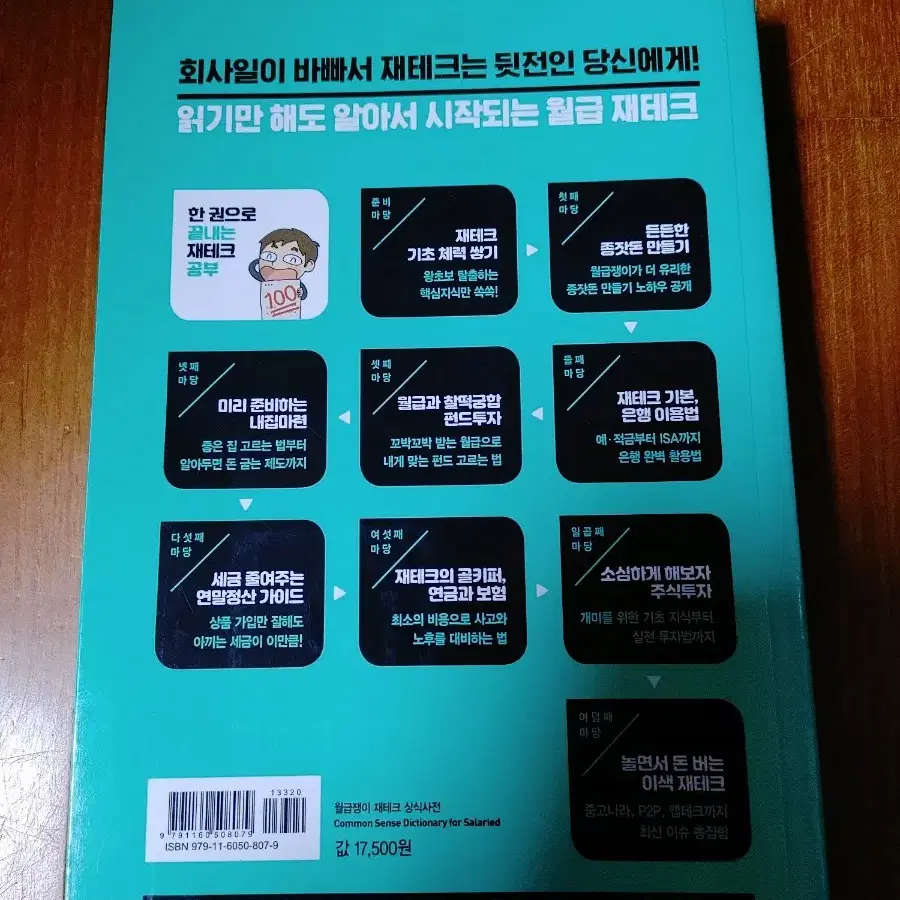 회사일이 바빠서 재테크는 뒷전인 당신에게!
읽기만 해도 알아서 시작되는 월급 재테크
한 권으로
끝내는
재테크
공부
100
준비
마당
재테크
기초 체력 쌓기
왕초보 탈출하는
핵심지식만 쏙쏙!
첫째
마당
든든한
종잣돈 만들기
월급쟁이가 더 유리한
종잣돈 만들기 노하우 공개
둘째
마당
재테크 기본,
은행 이용법
예·적금부터 ISA까지
은행 완벽 활용법
셋째
마당
월급과 찰떡궁합
펀드투자
꼬박꼬박 받는 월급으로
내게 맞는 펀드 고르는 법
넷째
마당
미리 준비하는
내집마련
좋은 집 고르는 법부터
알아두면 돈 굳는 제도까지
다섯째
마당
세금 줄여주는
연말정산 가이드
상품 가입만 잘해도
아끼는 세금이 이만큼!
여섯째
마당
재테크의 골키퍼,
연금과 보험
최소의 비용으로 사고와
노후를 대비하는 법
일곱째
마당
소심하게 해보자
주식투자
개미를 위한 기초 지식부터
실전 투자법까지
여덟째
마당
놀면서 돈 버는
이색 재테크
중고나라, P2P, 앱테크까지
최신 이슈 총집합
13320
9 791160 508079
ISBN 979-11-6050-807-9
월급쟁이 재테크 상식사전
Common Sense Dictionary for Salaried
값 17,500원